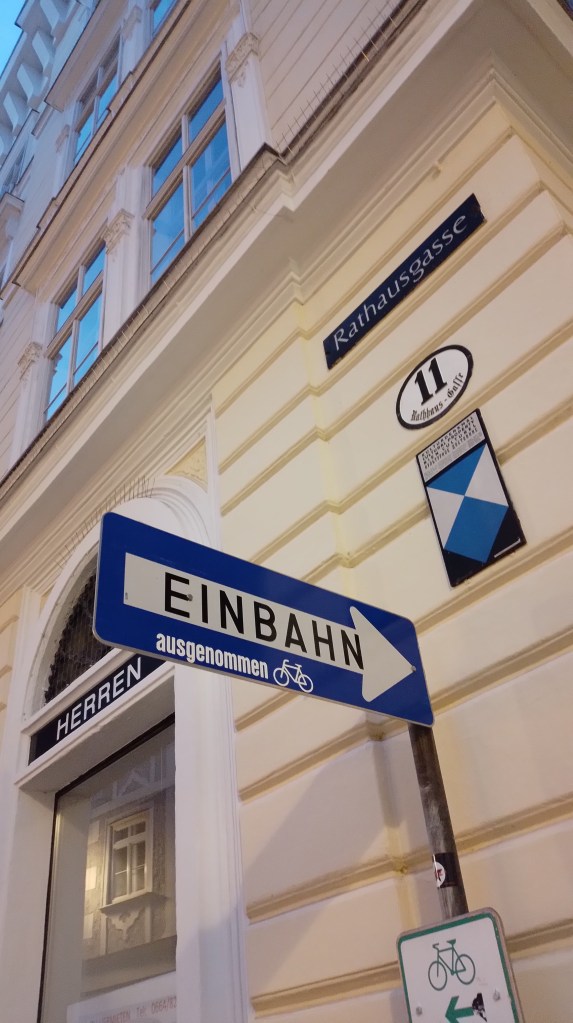 Rathausgasse
11
Rathhaus-Gasse
EINBAHN
ausgenommen
HERREN